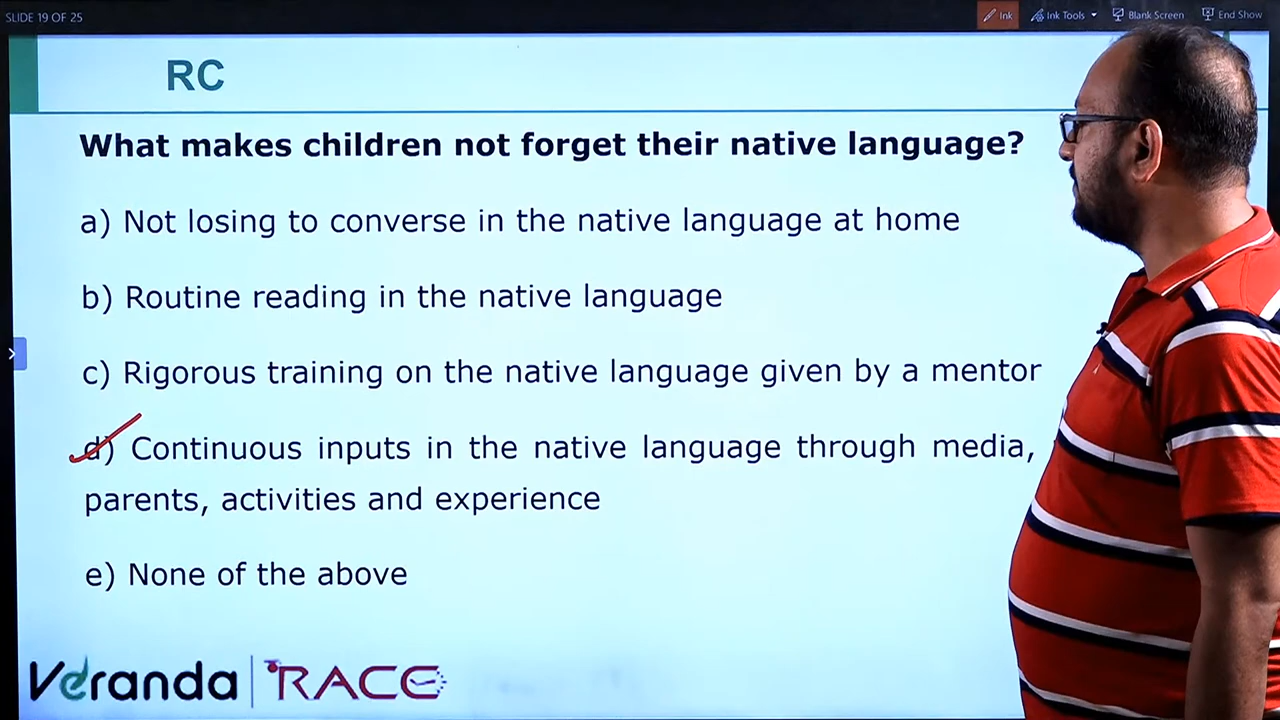 SLIDE 19 OF 25
Ink
Ink Tools
Blank Screen
End Show
RC
What makes children not forget their native language?
a) Not losing to converse in the native language at home
b) Routine reading in the native language
c) Rigorous training on the native language given by a mentor
d) Continuous inputs in the native language through media,
parents, activities and experience
e) None of the above
Veranda RACE